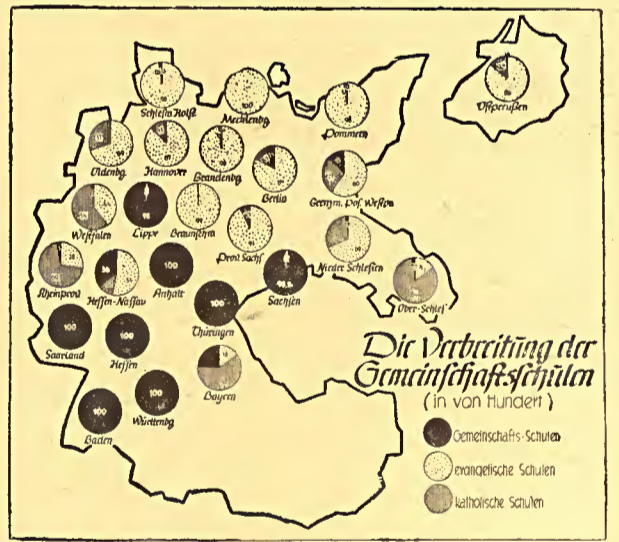 Schlesw. Holst.
100
Mecklenbg.
Pommern
Ostpreußen
Oldenbg.
Hannover
Brandenbg.
Berlin
Grenzm. Pos. Westpr.
Westfalen
Lippe
Braunschw.
Prov. Sachs.
Nieder Schlesien
Rheinprov.
Hessen-Nassau
100
Anhalt
Sachsen
Ober-Schles.
100
Saarland
100
Hessen
100
Thüringen
Bayern
100
Baden
100
Württenbg.
Die Verbreitung der
Gemeinschaftsschulen
(in von Hundert)
Gemeinschafts-Schulen
evangelische Schulen
katholische Schulen